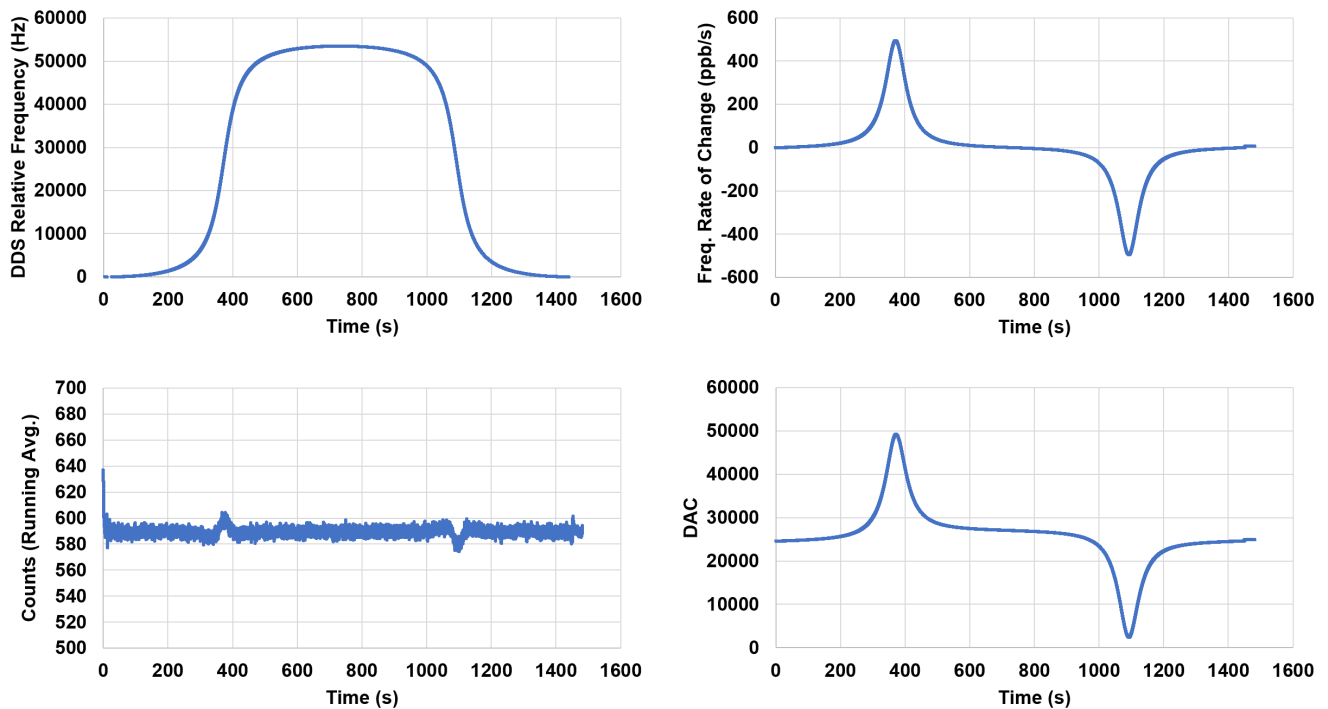 DDS Relative Frequency (Hz)
60000
50000
40000
30000
20000
10000
0
0 200 400 600 800 1000 1200 1400 1600
Time (s)
Freq. Rate of Change (ppb/s)
600
400
200
0
-200
-400
-600
0 200 400 600 800 1000 1200 1400 1600
Time (s)
Counts (Running Avg.)
700
680
660
640
620
600
580
560
540
520
500
0 200 400 600 800 1000 1200 1400 1600
Time (s)
DAC
60000
50000
40000
30000
20000
10000
0
0 200 400 600 800 1000 1200 1400 1600
Time (s)